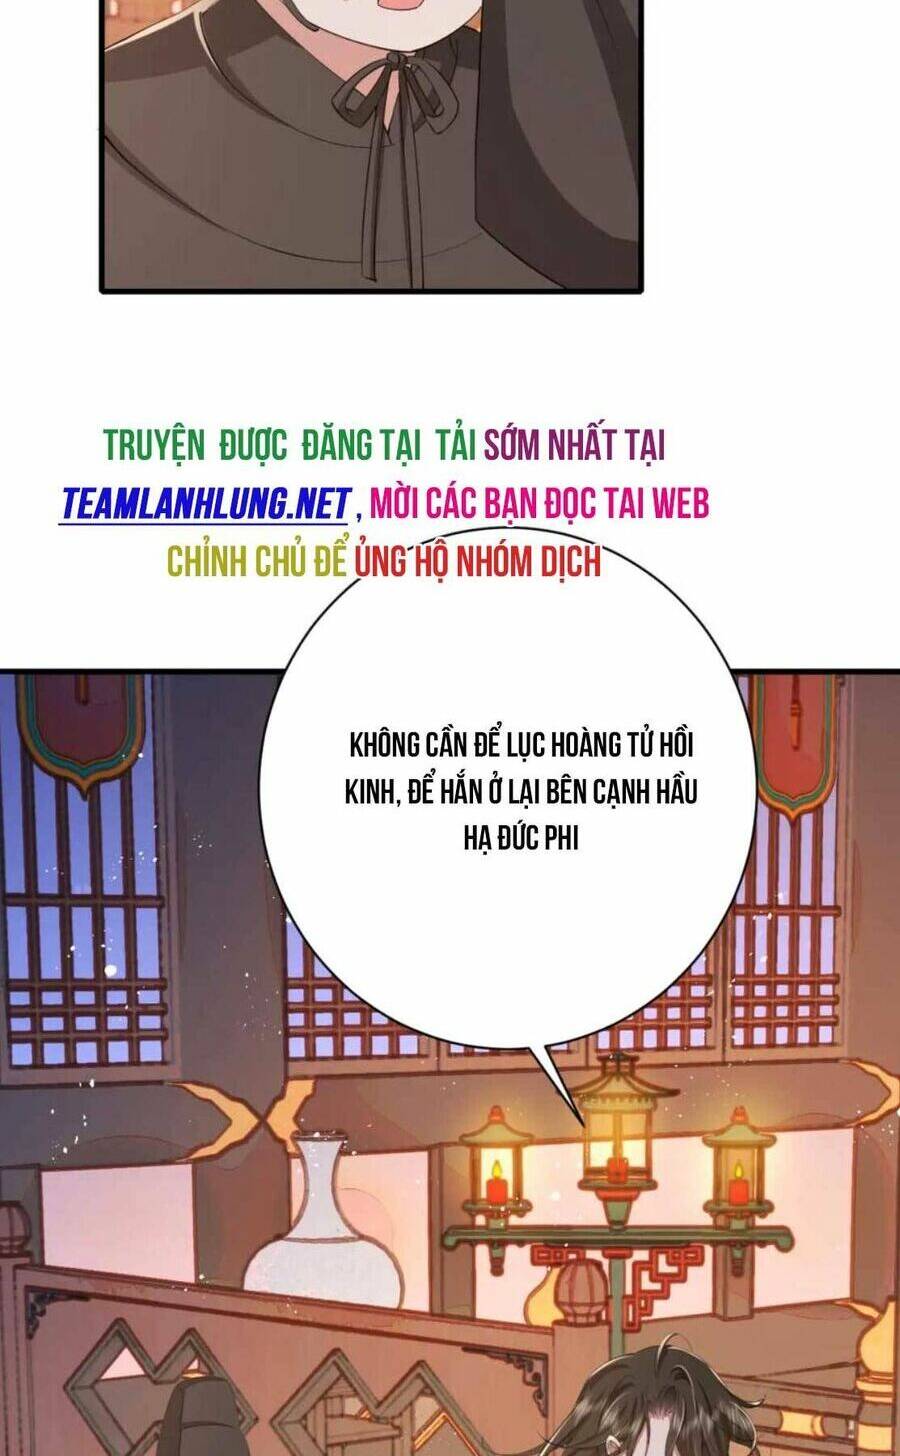 TRUYỆN ĐƯỢC ĐĂNG TẠI TẢI SỚM NHẤT TẠI
TEAMLANHLUNG.NET , MỜI CÁC BẠN ĐỌC TAI WEB
CHỈNH CHỦ ĐỂ ỦNG HỘ NHÓM DỊCH
KHÔNG CẦN ĐỂ LỤC HOÀNG TỬ HỒI
KINH, ĐỂ HẮN Ở LẠI BÊN CẠNH HẦU
HẠ ĐỨC PHI